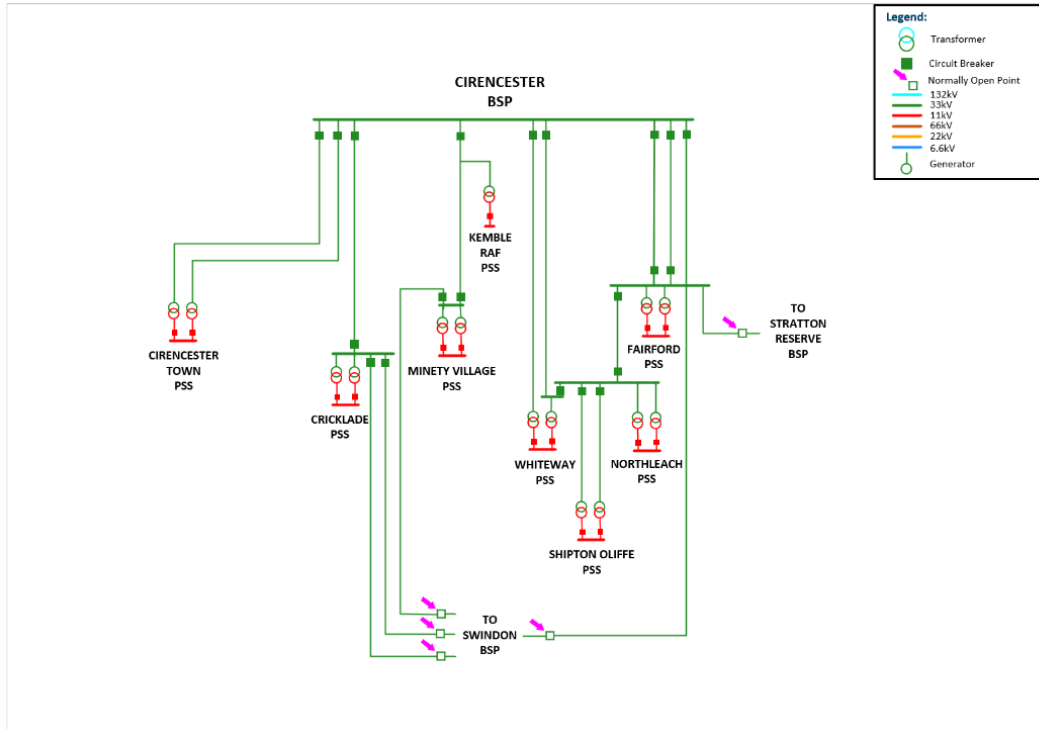 Legend:
Transformer
Circuit Breaker
Normally Open Point
132kV
33kV
11kV
66kV
22kV
6.6kV
Generator
CIRENCESTER
BSP
KEMBLE
RAF
PSS
CIRENCESTER
TOWN
PSS
CRICKLADE
PSS
MINETY VILLAGE
PSS
FAIRFORD
PSS
TO
STRATTON
RESERVE
BSP
WHITEWAY
PSS
NORTHLEACH
PSS
SHIPTON OLIFFE
PSS
TO
SWINDON
BSP